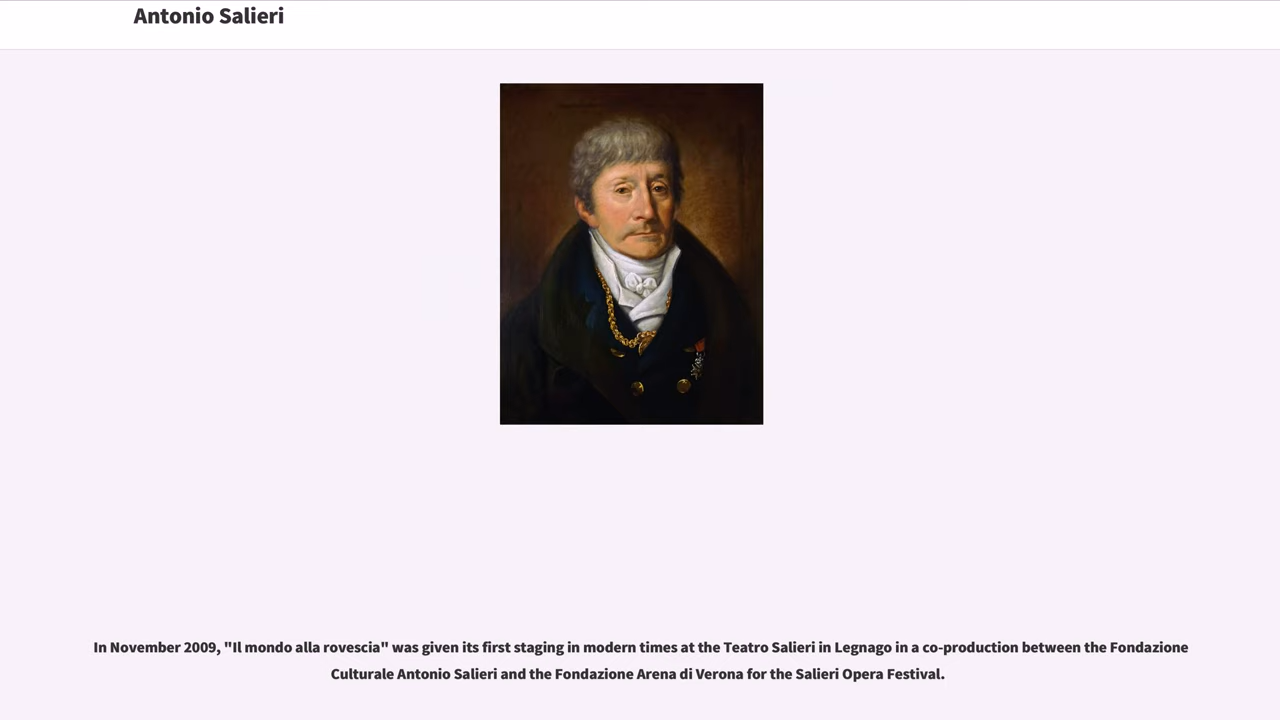 Antonio Salieri
In November 2009, "Il mondo alla rovescia" was given its first staging in modern times at the Teatro Salieri in Legnago in a co-production between the Fondazione
Culturale Antonio Salieri and the Fondazione Arena di Verona for the Salieri Opera Festival.